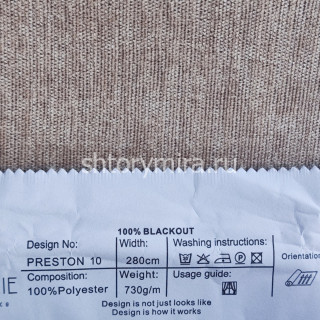 shtorymira.ru
100% BLACKOUT
Design No: Width: Washing instructions:
PRESTON 10 280cm Orientation
Composition: Weight: Usage guide:
100%Polyester 730g/m
IE
Design is not just looks like
Design is how it works